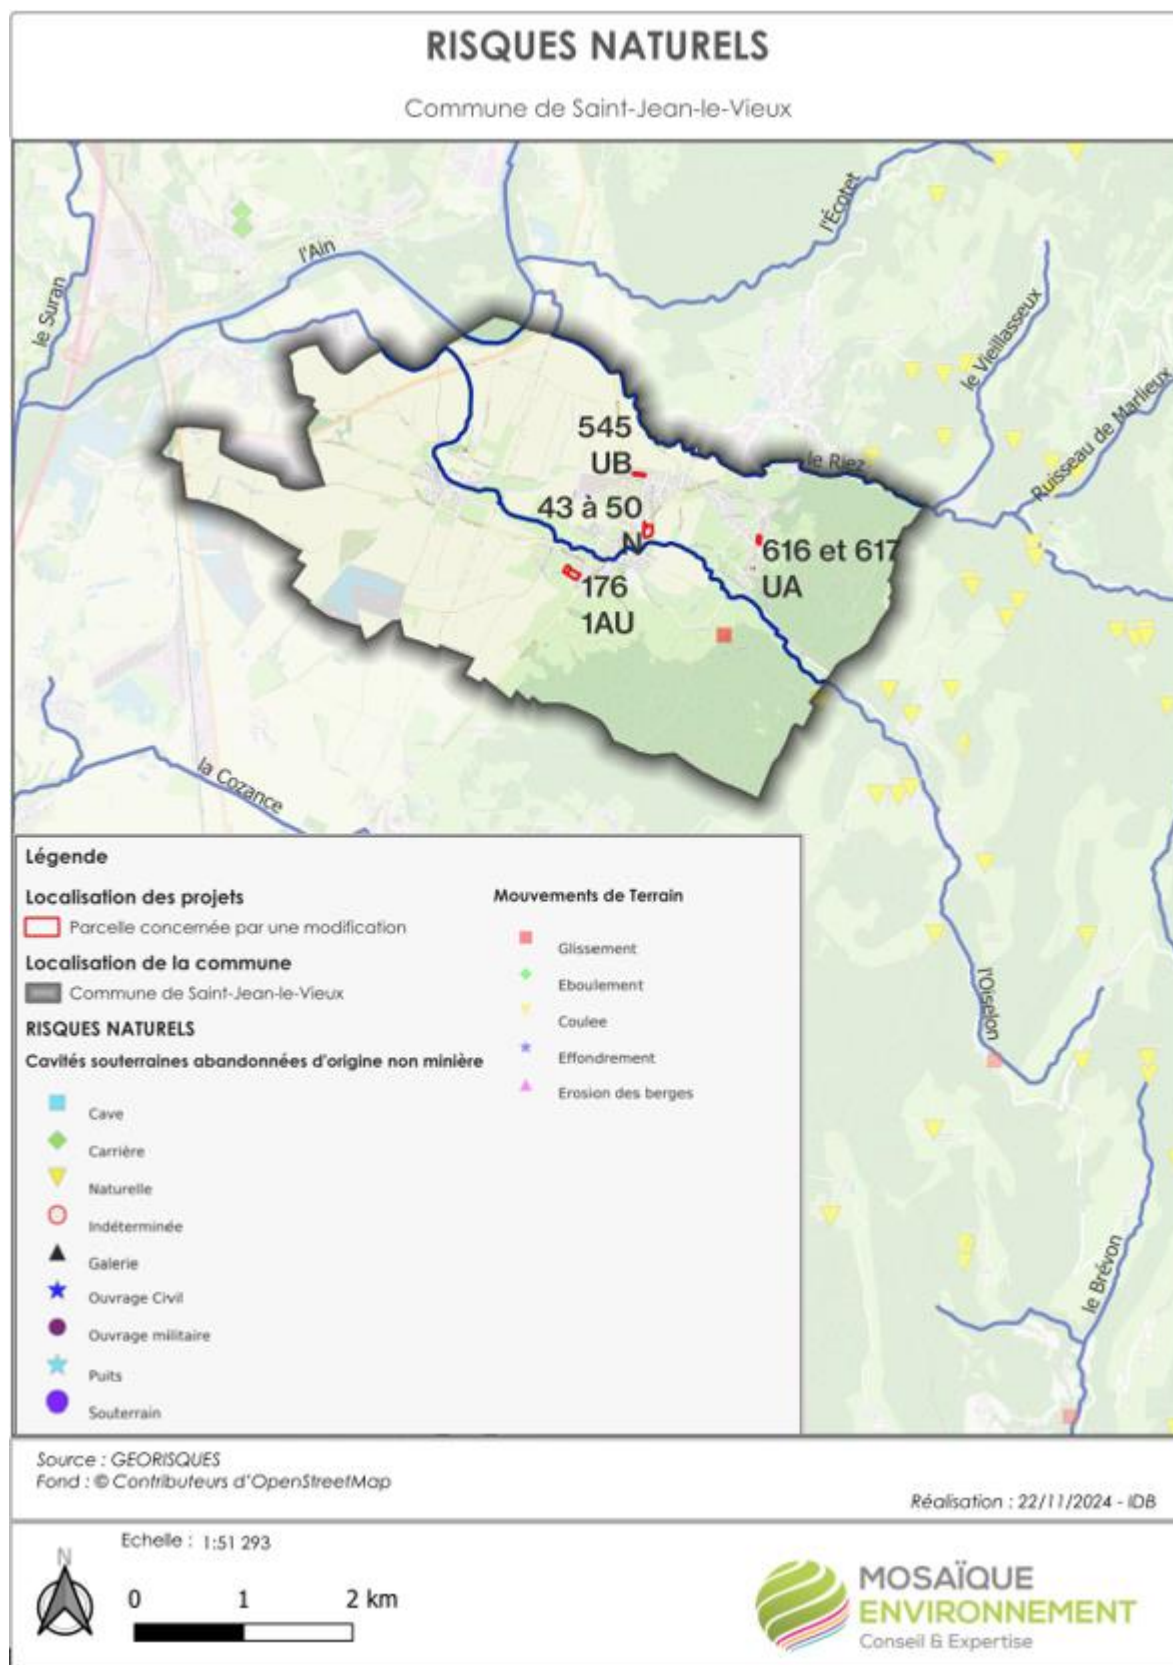 RISQUES NATURELS
Commune de Saint-Jean-le-Vieux
l'Écotet
l'Ain
le Suran
le Vieillasseux
Ruisseau de Marlieux
545
UB
le Riez
43 à 50
N
616 et 617
UA
176
1AU
la Cozance
l'Oiselon
le Brévon
Légende
Localisation des projets
Parcelle concernée par une modification
Localisation de la commune
Commune de Saint-Jean-le-Vieux
RISQUES NATURELS
Cavités souterraines abandonnées d'origine non minière
Cave
Carrière
Naturelle
Indéterminée
Galerie
Ouvrage Civil
Ouvrage militaire
Puits
Souterrain
Mouvements de Terrain
Glissement
Eboulement
Coulee
Effondrement
Erosion des berges
Source : GEORISQUES
Fond : © Contributeurs d'OpenStreetMap
Réalisation : 22/11/2024 - IDB
Echelle : 1:51 293
N
0 1 2 km
MOSAÏQUE
ENVIRONNEMENT
Conseil & Expertise